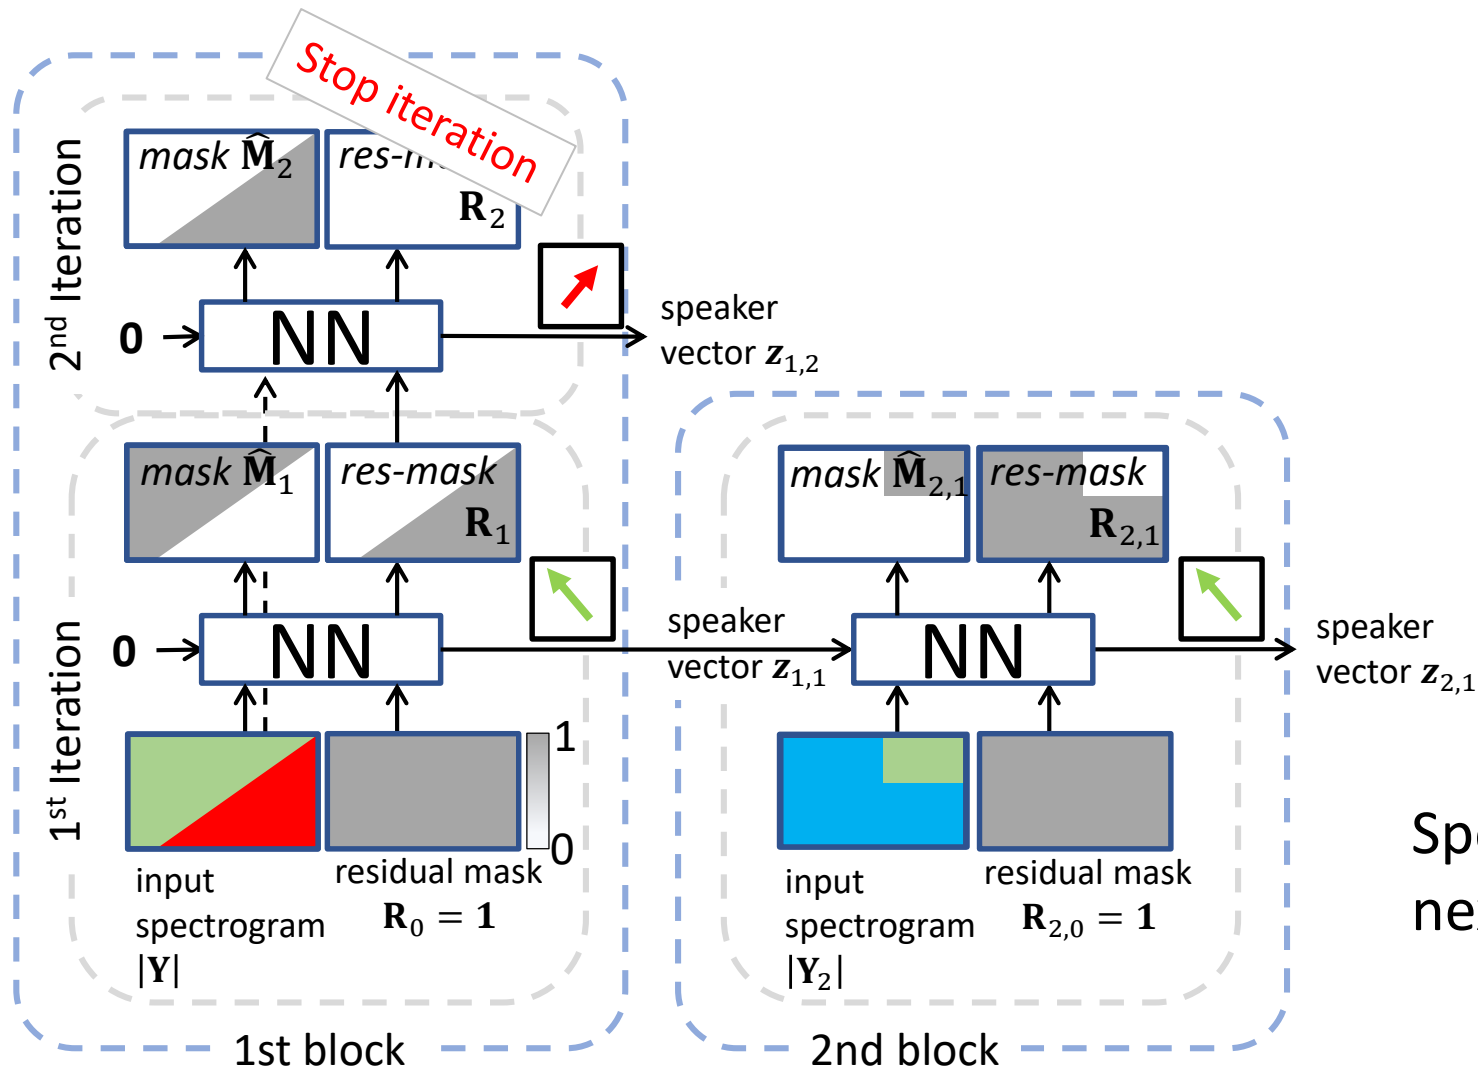 Stop iteration
2nd Iteration
mask M̂2
res-m
R2
0
NN
speaker
vector z1,2
1st Iteration
mask M̂1
res-mask
R1
0
NN
speaker
vector z1,1
1
0
input
spectrogram
|Y|
residual mask
R0 = 1
1st block
mask M̂2,1
res-mask
R2,1
NN
speaker
vector z2,1
input
spectrogram
|Y2|
residual mask
R2,0 = 1
2nd block